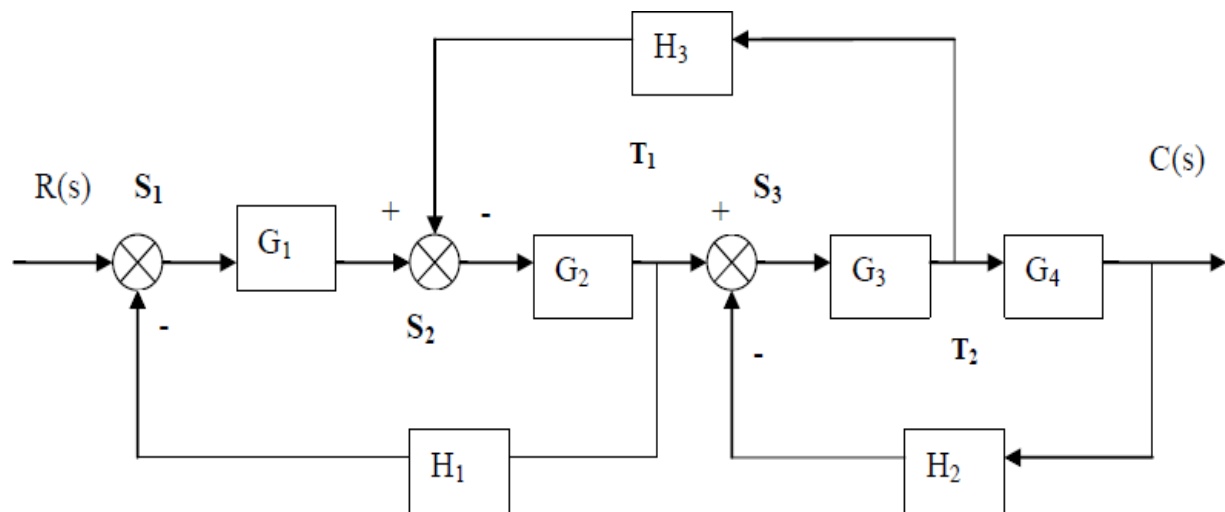 H₃
T₁
C(s)
R(s)
S₁
S₃
+
-
+
G₁
G₂
G₃
G₄
-
S₂
-
T₂
H₁
H₂